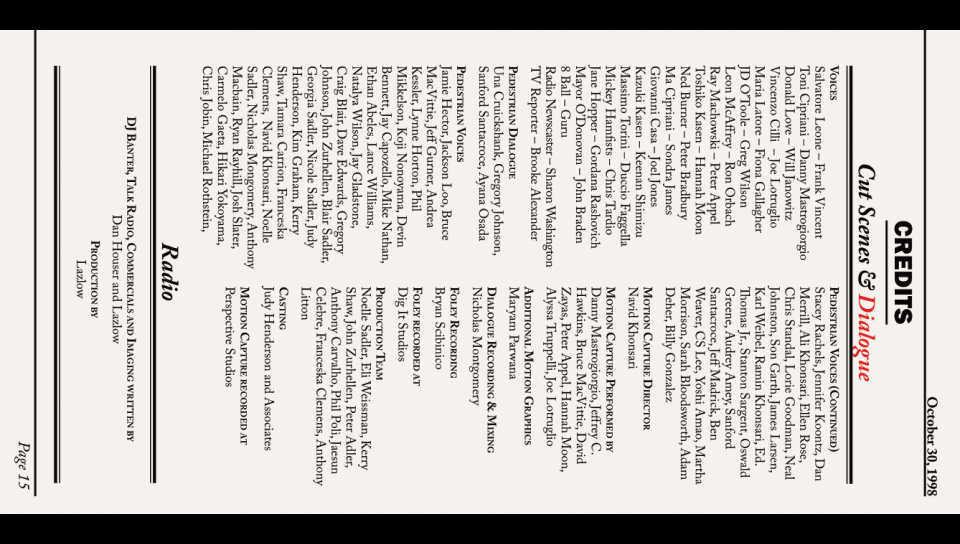 October 30, 1998
CREDITS
Cut Scenes & Dialogue
VOICES
Salvatore Leone – Frank Vincent
Toni Cipriani – Danny Mastrogiorgio
Donald Love – Will Janowitz
Vincenzo Cilli – Joe Lotruglio
Maria Latore – Fiona Gallagher
JD O'Toole – Greg Wilson
Leon McAffrey – Ron Orbach
Ray Machowski – Peter Appel
Toshiko Kasen – Hannah Moon
Ned Burner – Peter Bradbury
Ma Cipriani – Sondra James
Giovanni Casa – Joel Jones
Kazuki Kasen – Keenan Shimizu
Massimo Torini – Duccio Faggella
Mickey Hamfists – Chris Tardio
Jane Hopper – Gordana Rashovich
Mayor O'Donovan – John Braden
8 Ball – Guru
Radio Newscaster – Sharon Washington
TV Reporter – Brooke Alexander
PEDESTRIAN DIALOGUE
Una Cruickshank, Gregory Johnson,
Sanford Santacroce, Ayana Osada
PEDESTRIAN VOICES
Jamie Hector, Jackson Loo, Bruce
MacVittie, Jeff Gurner, Andrea
Kessler, Lynne Horton, Phil
Mikkelson, Koji Nonoyama, Devin
Bennett, Jay Capozello, Mike Nathan,
Ethan Abeles, Lance Williams,
Natalya Wilson, Jay Gladstone,
Craig Blair, Dave Edwards, Gregory
Johnson, John Zurhellen, Blair Sadler,
Georgia Sadler, Nicole Sadler, Judy
Henderson, Kim Graham, Kerry
Shaw, Tamara Carrion, Franceska
Clemens, Navid Khonsari, Noelle
Sadler, Nicholas Mongomery, Anthony
Macbain, Ryan Rayhill, Josh Slater,
Carmelo Gaeta, Hikari Yokoyama,
Chris Jobin, Michael Rothstein,
PEDESTRIAN VOICES (CONTINUED)
Stacey Rachels, Jennifer Koontz, Dan
Merrill, Ali Khonsari, Ellen Rose,
Chris Standal, Lorie Goodman, Neal
Johnston, Son Garth, James Larsen,
Karl Weibel, Ramin Khonsari, Ed.
Thomas Jr., Stanton Sargent, Oswald
Greene, Audrey Amey, Sanford
Santacroce, Jeff Madrick, Ben
Weaver, CS Lee, Yoshi Amao, Martha
Morrison, Sarah Bloodsworth, Adam
Deher, Billy Gonzalez
MOTION CAPTURE DIRECTOR
Navid Khonsari
MOTION CAPTURE PERFORMED BY
Danny Mastrogiorgio, Jeffrey C.
Hawkins, Bruce MacVittie, David
Zayas, Peter Appel, Hannah Moon,
Alyssa Truppelli, Joe Lotruglio
ADDITIONAL MOTION GRAPHICS
Maryam Parwana
DIALOGUE RECORDING & MIXING
Nicholas Montgomery
FOLEY RECORDING
Bryan Scibinico
FOLEY RECORDED AT
Dig It Studios
PRODUCTION TEAM
Noelle Sadler, Eli Weissman, Kerry
Shaw, John Zurhellen, Peter Adler,
Anthony Carvalho, Phil Poli, Jaesun
Celebre, Franceska Clemens, Anthony
Litton
CASTING
Judy Henderson and Associates
MOTION CAPTURE RECORDED AT
Perspective Studios
Radio
DJ BANTER, TALK RADIO, COMMERCIALS AND IMAGING WRITTEN BY
Dan Houser and Lazlow
PRODUCTION BY
Lazlow
Page 15